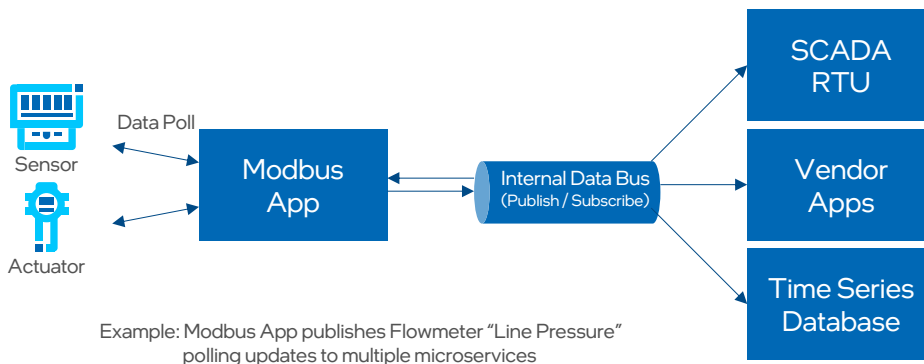 SCADA
RTU
Data Poll
Sensor
Modbus
App
Internal Data Bus
(Publish / Subscribe)
Vendor
Apps
Actuator
Time Series
Database
Example: Modbus App publishes Flowmeter “Line Pressure”
polling updates to multiple microservices